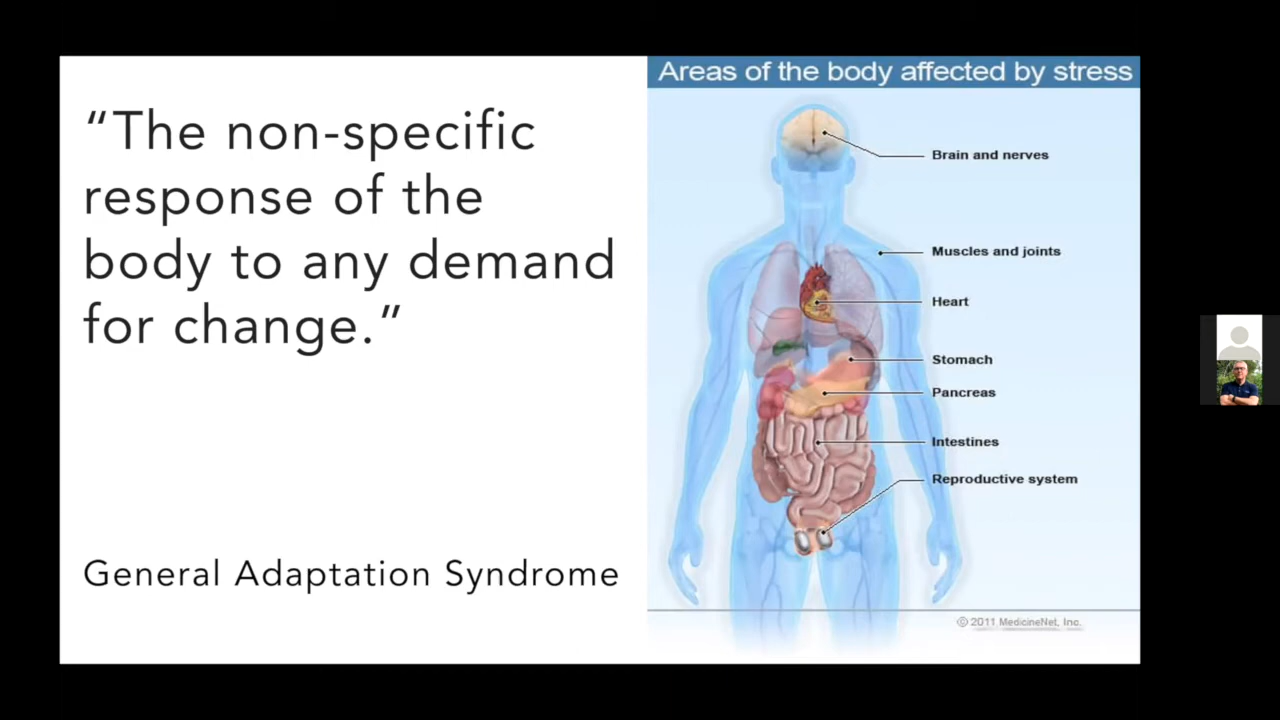 “The non-specific
response of the
body to any demand
for change.”
General Adaptation Syndrome
Areas of the body affected by stress
Brain and nerves
Muscles and joints
Heart
Stomach
Pancreas
Intestines
Reproductive system
© 2011 MedicineNet, Inc.